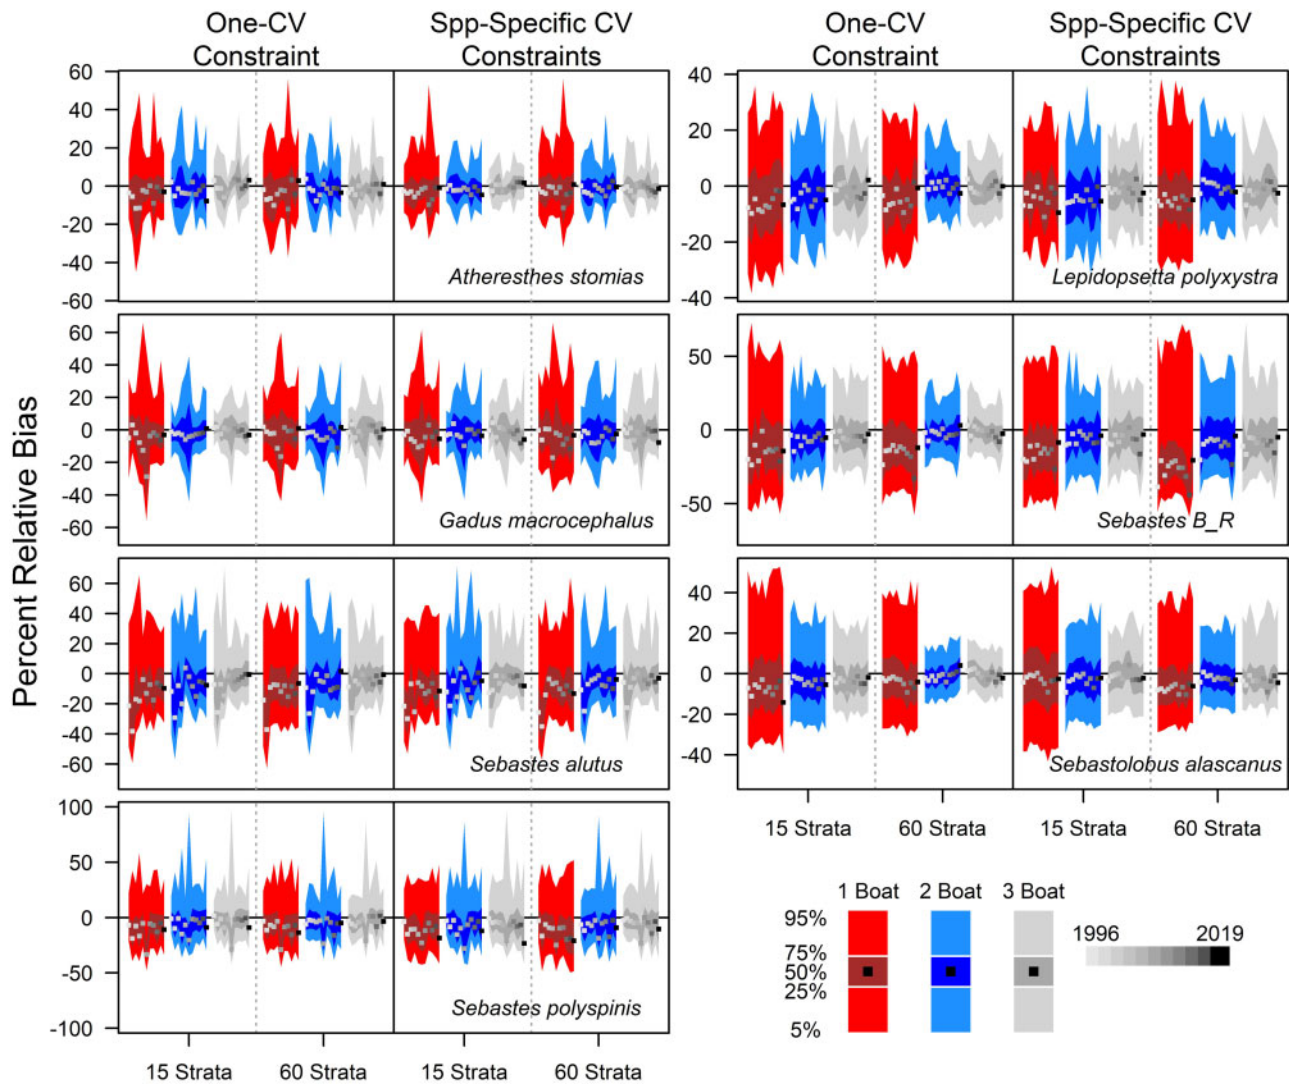 One-CV
Constraint
Spp-Specific CV
Constraints
One-CV
Constraint
Spp-Specific CV
Constraints
Percent Relative Bias
60
40
20
0
-20
-40
-60
Atheresthes stomias
40
20
0
-20
-40
Lepidopsetta polyxystra
60
40
20
0
-20
-40
-60
Gadus macrocephalus
50
0
-50
Sebastes B_R
60
40
20
0
-20
-40
-60
Sebastes alutus
40
20
0
-20
-40
Sebastolobus alascanus
15 Strata
60 Strata
15 Strata
60 Strata
100
50
0
-50
-100
Sebastes polyspinis
15 Strata
60 Strata
15 Strata
60 Strata
1 Boat
2 Boat
3 Boat
95%
75%
50%
25%
5%
1996
2019